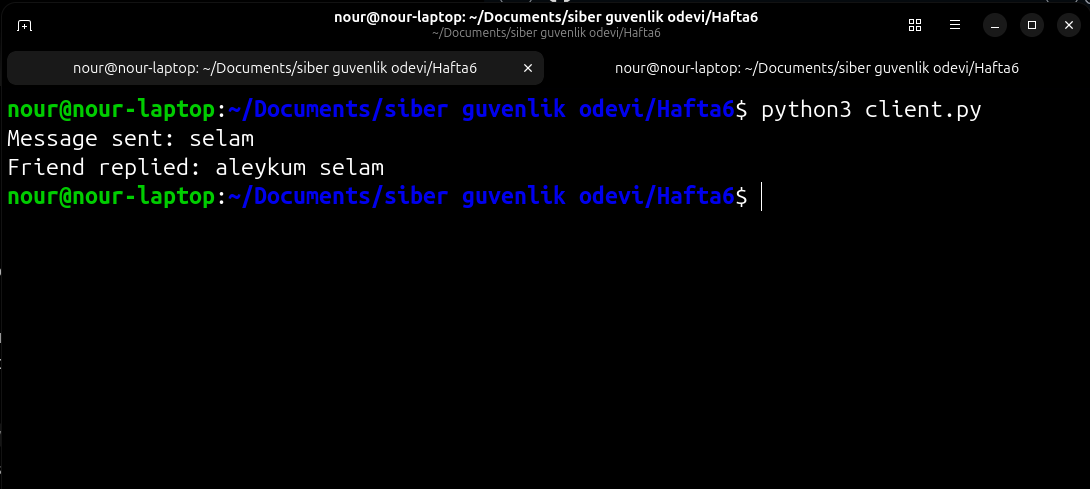 nour@nour-laptop: ~/Documents/siber guvenlik odevi/Hafta6
~/Documents/siber guvenlik odevi/Hafta6
nour@nour-laptop: ~/Documents/siber guvenlik odevi/Hafta6
nour@nour-laptop: ~/Documents/siber guvenlik odevi/Hafta6
nour@nour-laptop:~/Documents/siber guvenlik odevi/Hafta6$ python3 client.py
Message sent: selam
Friend replied: aleykum selam
nour@nour-laptop:~/Documents/siber guvenlik odevi/Hafta6$